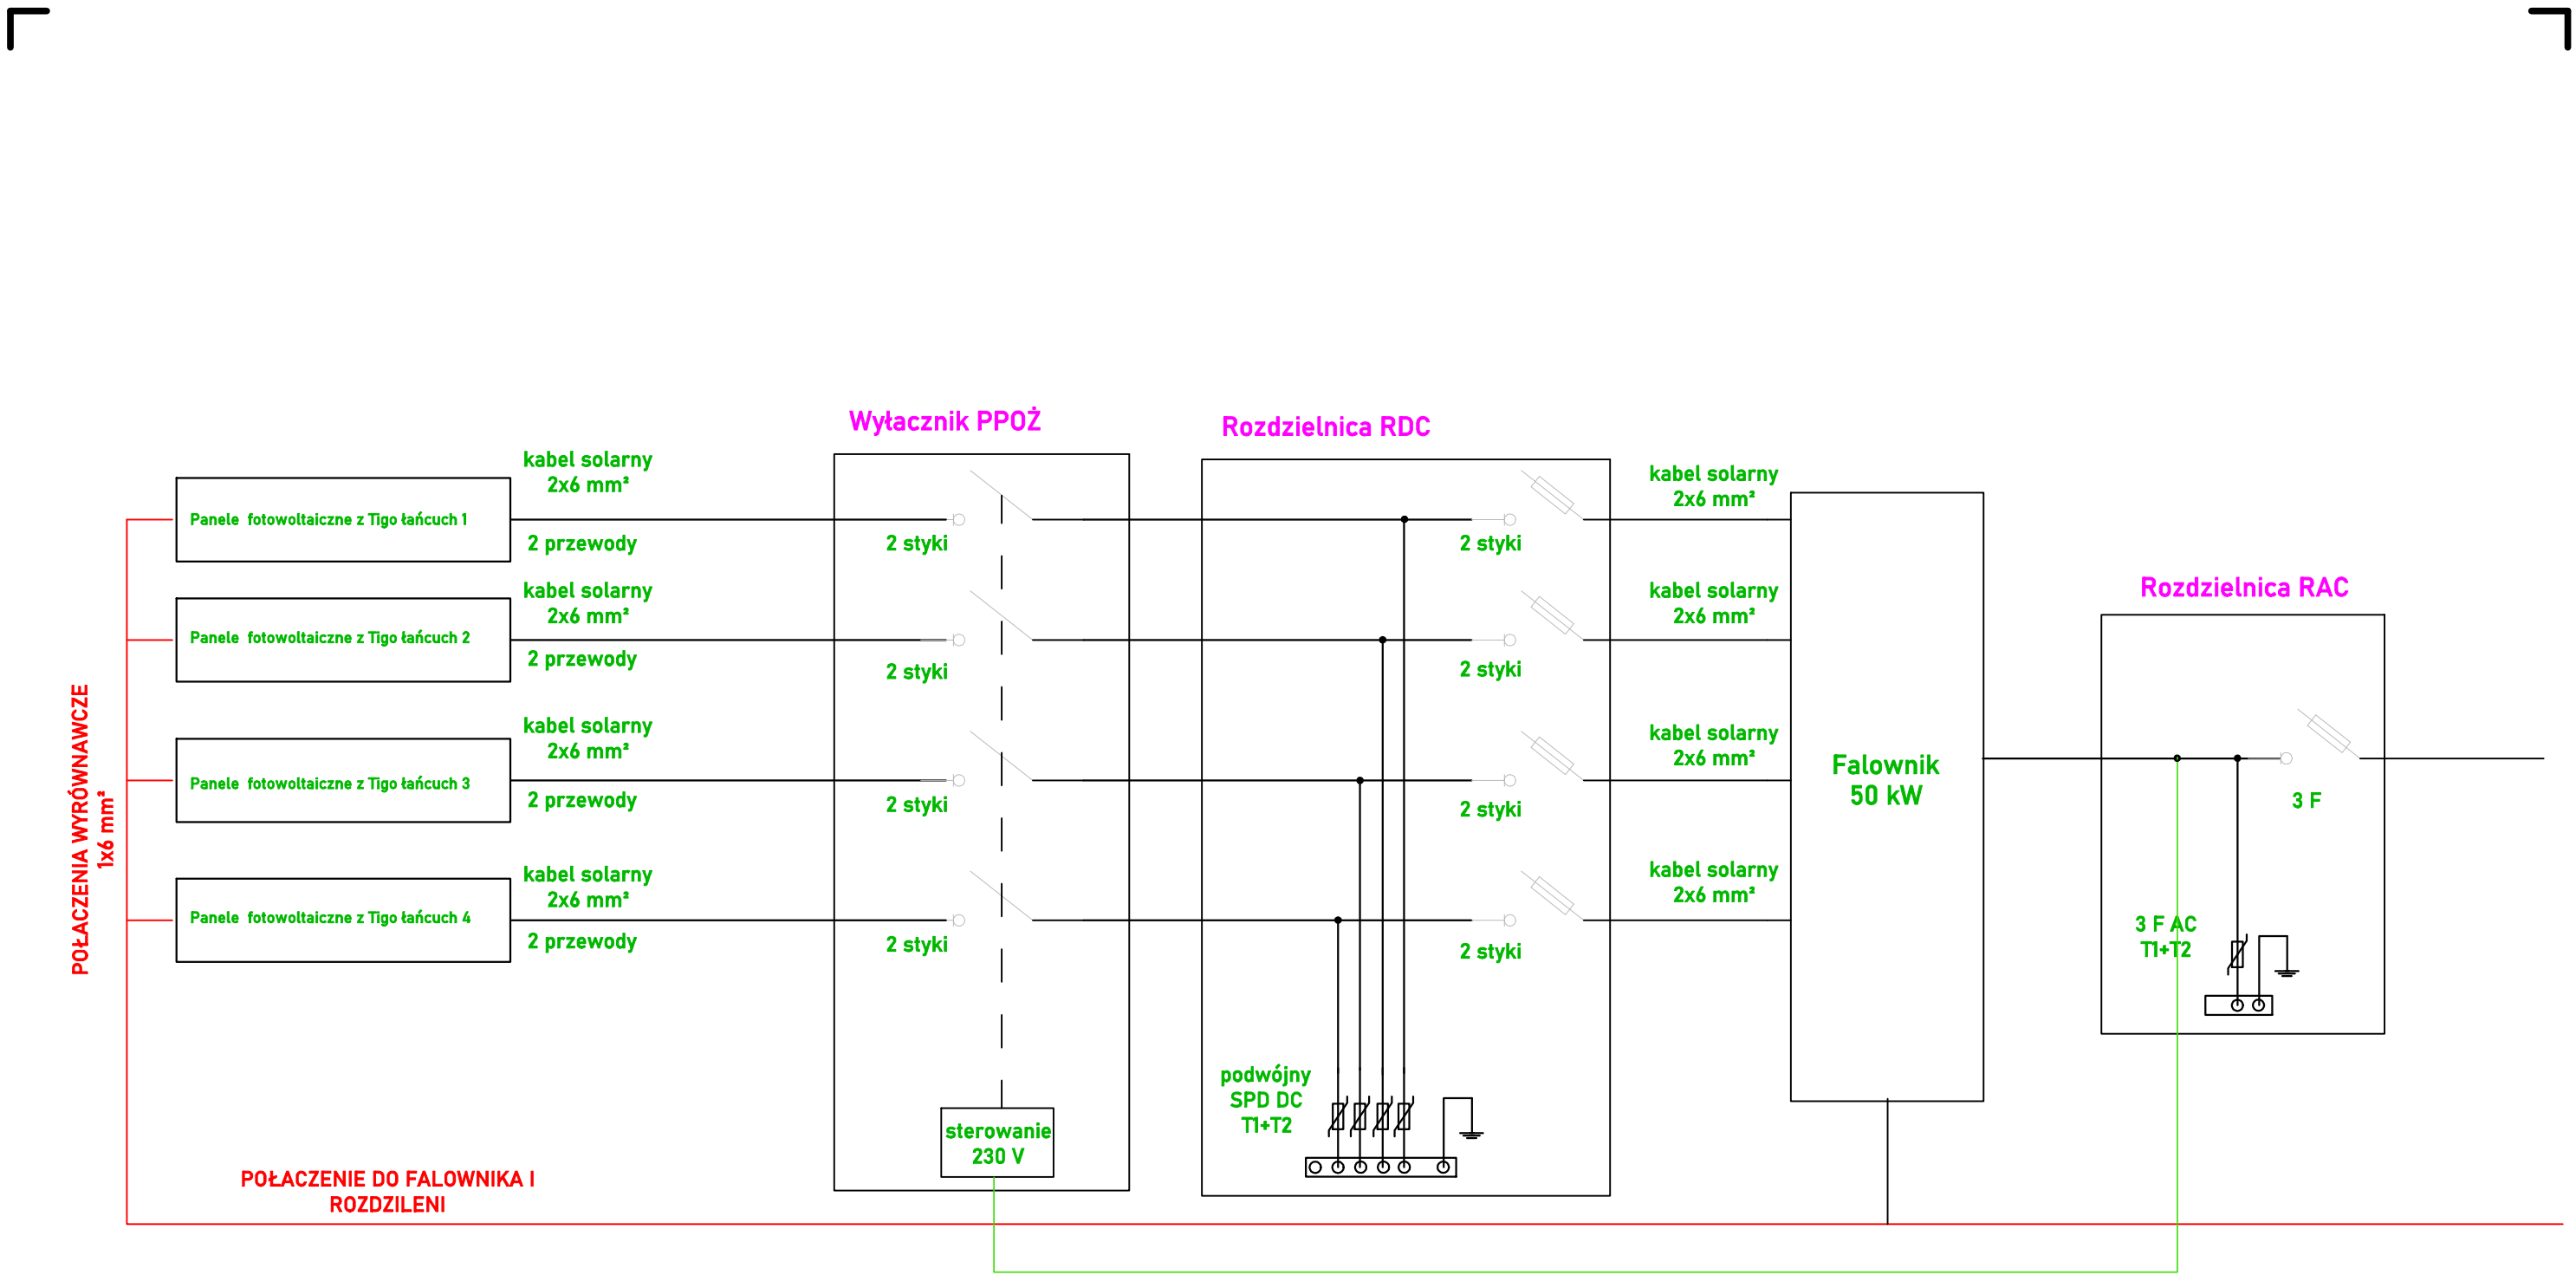 Wyłacznik PPOŻ
Rozdzielnica RDC
kabel solarny
2x6 mm²
kabel solarny
2x6 mm²
Panele fotowoltaiczne z Tigo łańcuch 1
2 przewody
2 styki
2 styki
kabel solarny
2x6 mm²
kabel solarny
2x6 mm²
Rozdzielnica RAC
Panele fotowoltaiczne z Tigo łańcuch 2
2 przewody
2 styki
2 styki
kabel solarny
2x6 mm²
kabel solarny
2x6 mm²
Panele fotowoltaiczne z Tigo łańcuch 3
2 przewody
2 styki
2 styki
Falownik
50 kW
3 F
POŁACZENIA WYRÓWNAWCZE
1x6 mm²
kabel solarny
2x6 mm²
kabel solarny
2x6 mm²
Panele fotowoltaiczne z Tigo łańcuch 4
2 przewody
2 styki
2 styki
3 F AC
T1+T2
podwójny
SPD DC
T1+T2
sterowanie
230 V
POŁACZENIE DO FALOWNIKA I
ROZDZILENI